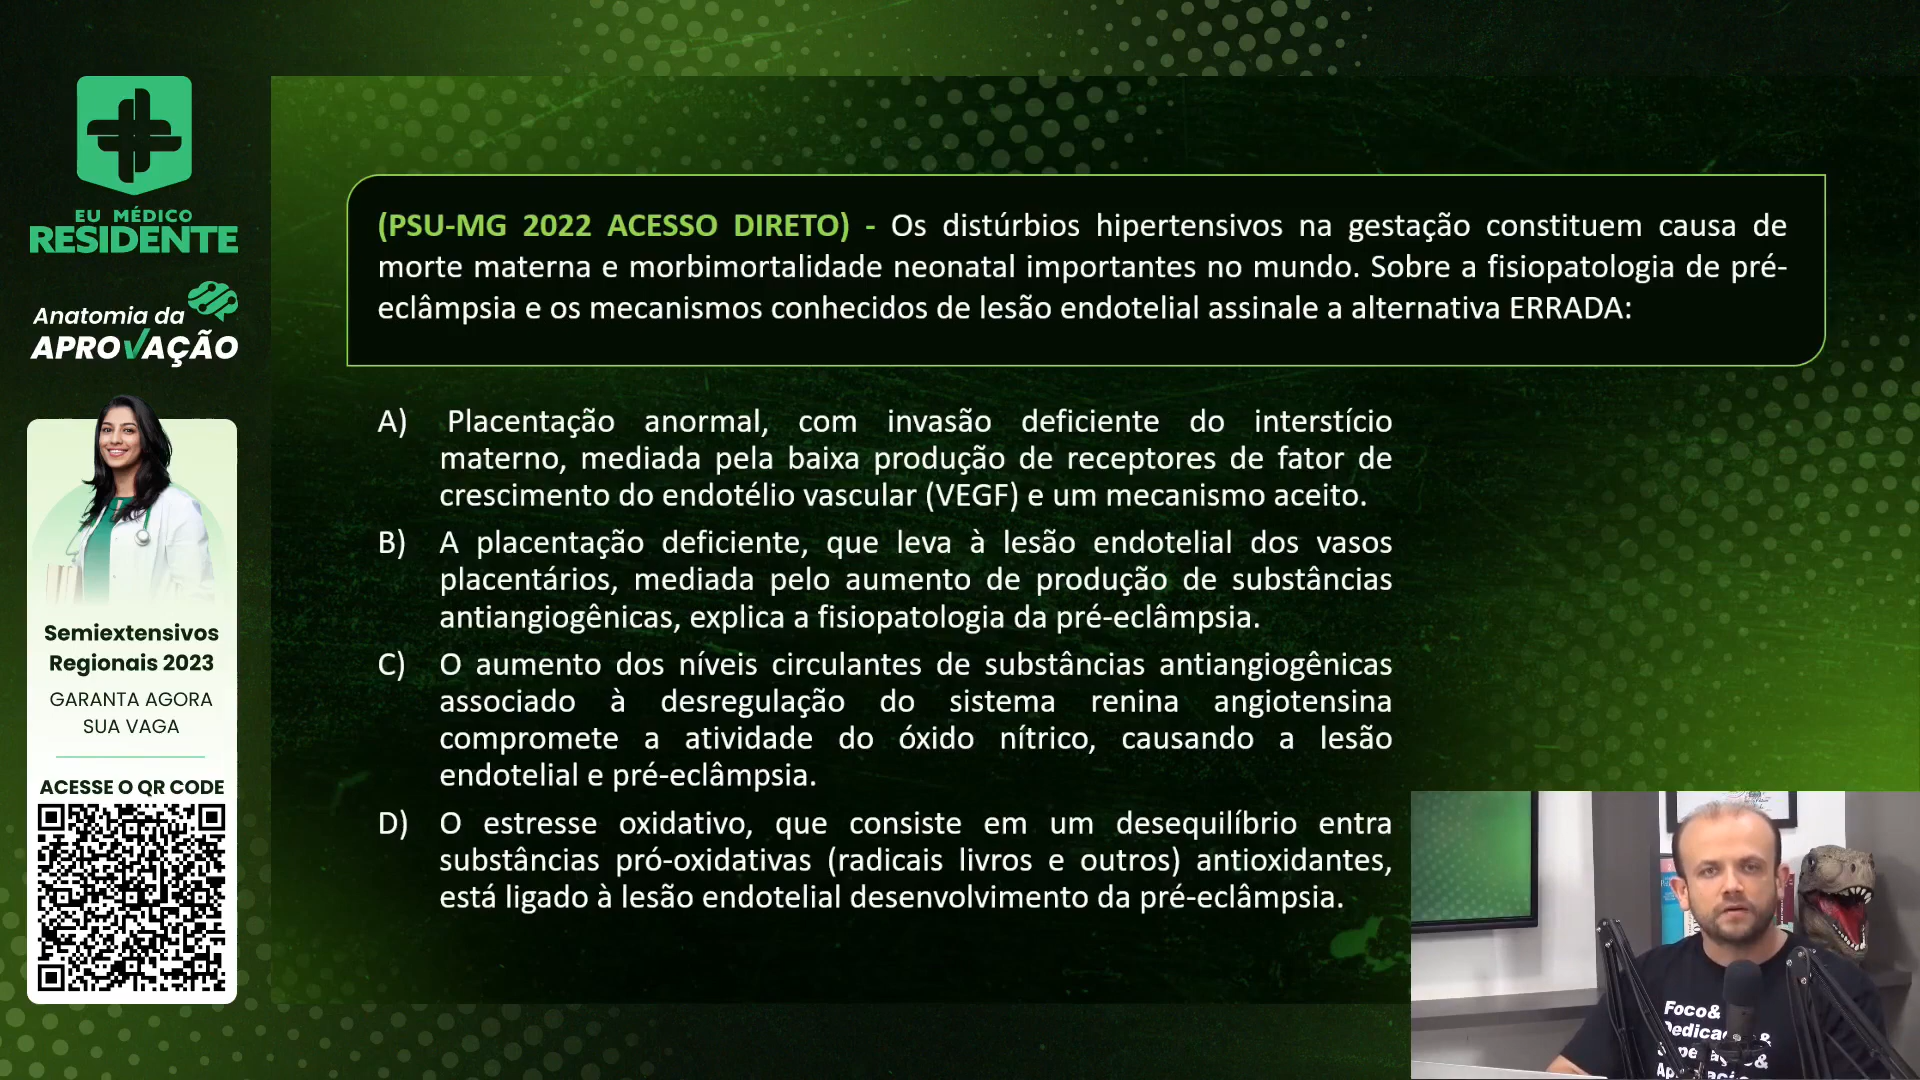 EU MÉDICO
RESIDENTE
Anatomia da
APROVAÇÃO
Semiextensivos
Regionais 2023
GARANTA AGORA
SUA VAGA
ACESSE O QR CODE
(PSU-MG 2022 ACESSO DIRETO) - Os distúrbios hipertensivos na gestação constituem causa de
morte materna e morbimortalidade neonatal importantes no mundo. Sobre a fisiopatologia de pré-
eclâmpsia e os mecanismos conhecidos de lesão endotelial assinale a alternativa ERRADA:
A) Placentação anormal, com invasão deficiente do interstício
materno, mediada pela baixa produção de receptores de fator de
crescimento do endotélio vascular (VEGF) e um mecanismo aceito.
B) A placentação deficiente, que leva à lesão endotelial dos vasos
placentários, mediada pelo aumento de produção de substâncias
antiangiogênicas, explica a fisiopatologia da pré-eclâmpsia.
C) O aumento dos níveis circulantes de substâncias antiangiogênicas
associado à desregulação do sistema renina angiotensina
compromete a atividade do óxido nítrico, causando a lesão
endotelial e pré-eclâmpsia.
D) O estresse oxidativo, que consiste em um desequilíbrio entra
substâncias pró-oxidativas (radicais livros e outros) antioxidantes,
está ligado à lesão endotelial desenvolvimento da pré-eclâmpsia.
Foco&